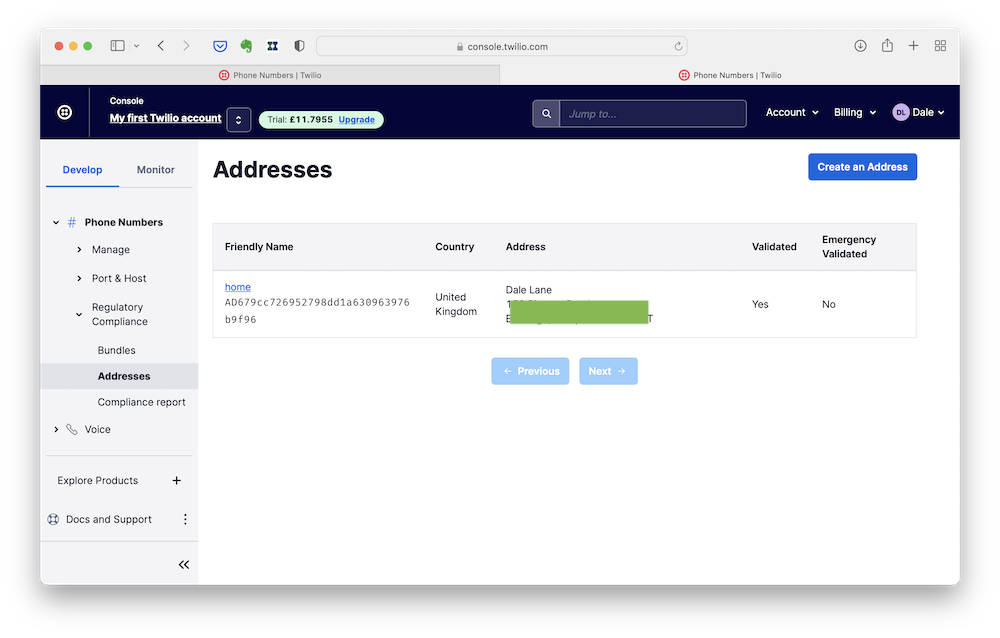 console.twilio.com
Phone Numbers | Twilio
Phone Numbers | Twilio
Console
My first Twilio account
Trial: £11.7955 Upgrade
Jump to...
Account
Billing
DL Dale
Develop
Monitor
Addresses
Create an Address
# Phone Numbers
Manage
Port & Host
Regulatory
Compliance
Bundles
Addresses
Compliance report
Voice
Explore Products +
Docs and Support
Friendly Name
Country
Address
Validated
Emergency
Validated
home
AD679cc726952798dd1a630963976
b9f96
United
Kingdom
Dale Lane
Yes
No
← Previous
Next →